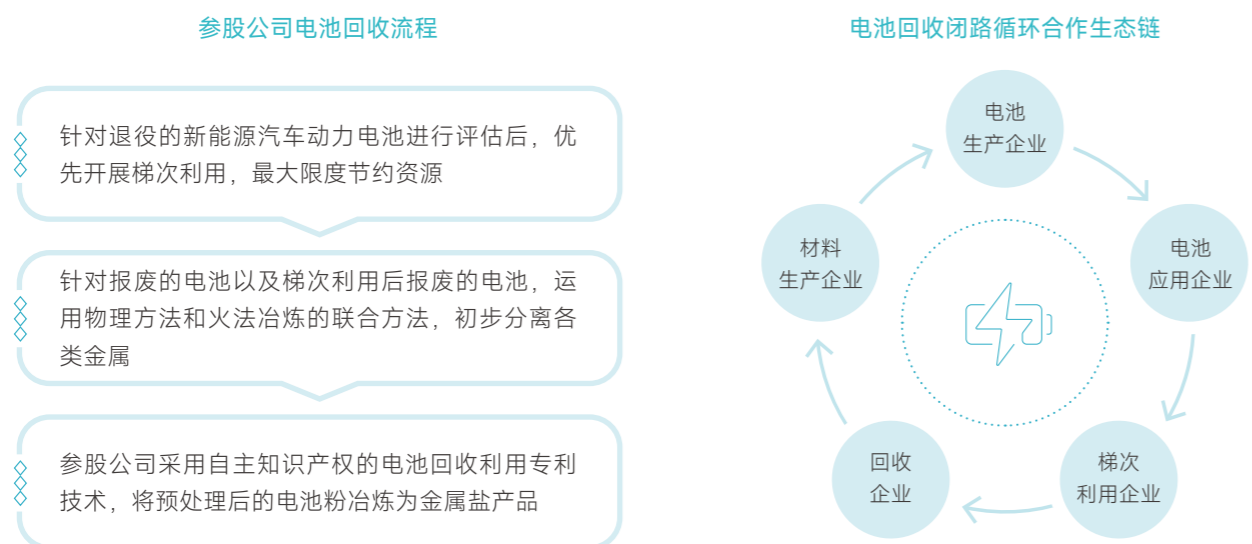 参股公司电池回收流程
针对退役的新能源汽车动力电池进行评估后，优
先开展梯次利用，最大限度节约资源
针对报废的电池以及梯次利用后报废的电池，运
用物理方法和火法冶炼的联合方法，初步分离各
类金属
参股公司采用自主知识产权的电池回收利用专利
技术，将预处理后的电池粉冶炼为金属盐产品
电池回收闭路循环合作生态链
电池
生产企业
电池
应用企业
梯次
利用企业
回收
企业
材料
生产企业